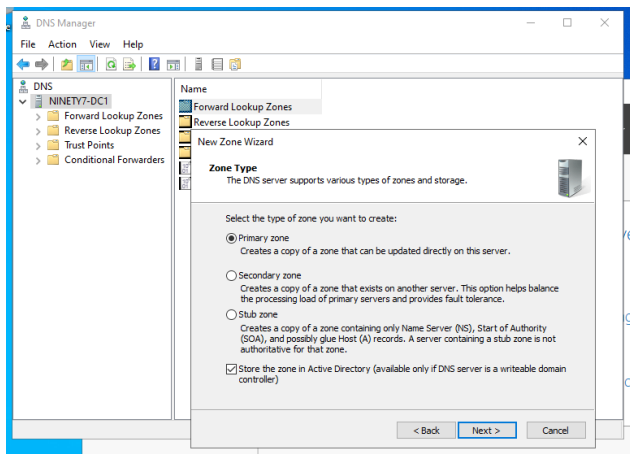 DNS Manager
File Action View Help
DNS
NINETY7-DC1
Forward Lookup Zones
Reverse Lookup Zones
Trust Points
Conditional Forwarders
Name
Forward Lookup Zones
Reverse Lookup Zones
New Zone Wizard
Zone Type
The DNS server supports various types of zones and storage.
Select the type of zone you want to create:
Primary zone
Creates a copy of a zone that can be updated directly on this server.
Secondary zone
Creates a copy of a zone that exists on another server. This option helps balance
the processing load of primary servers and provides fault tolerance.
Stub zone
Creates a copy of a zone containing only Name Server (NS), Start of Authority
(SOA), and possibly glue Host (A) records. A server containing a stub zone is not
authoritative for that zone.
Store the zone in Active Directory (available only if DNS server is a writeable domain
controller)
< Back Next > Cancel